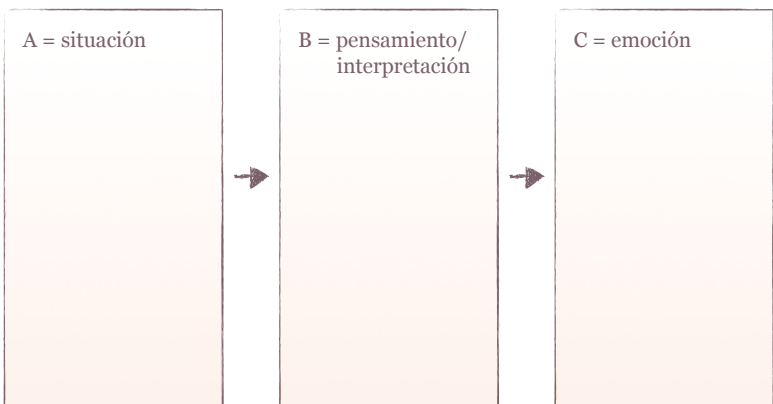 A = situación
B = pensamiento/
interpretación
C = emoción